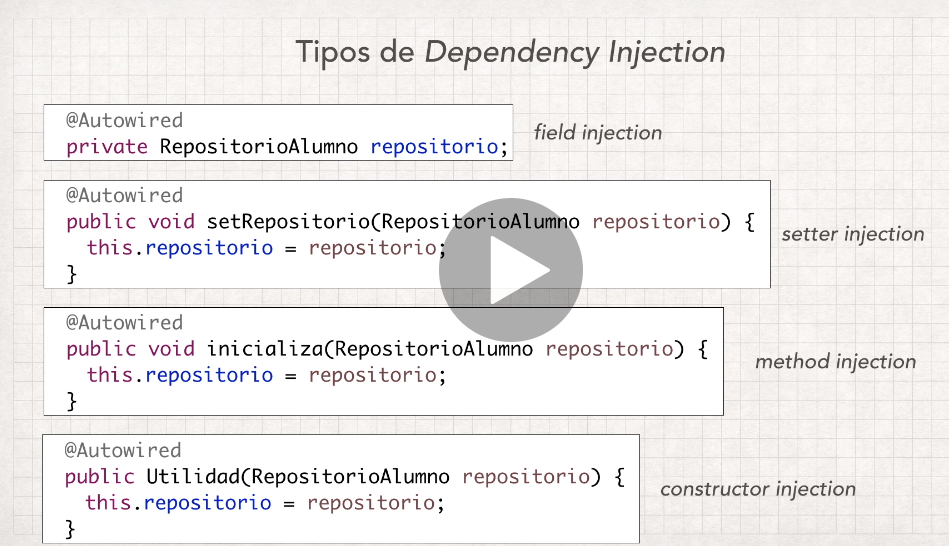 Tipos de Dependency Injection
@Autowired
private RepositorioAlumno repositorio;
field injection
@Autowired
public void setRepositorio(RepositorioAlumno repositorio) {
this.repositorio = repositorio;
}
setter injection
@Autowired
public void inicializa(RepositorioAlumno repositorio) {
this.repositorio = repositorio;
}
method injection
@Autowired
public Utilidad(RepositorioAlumno repositorio) {
this.repositorio = repositorio;
}
constructor injection